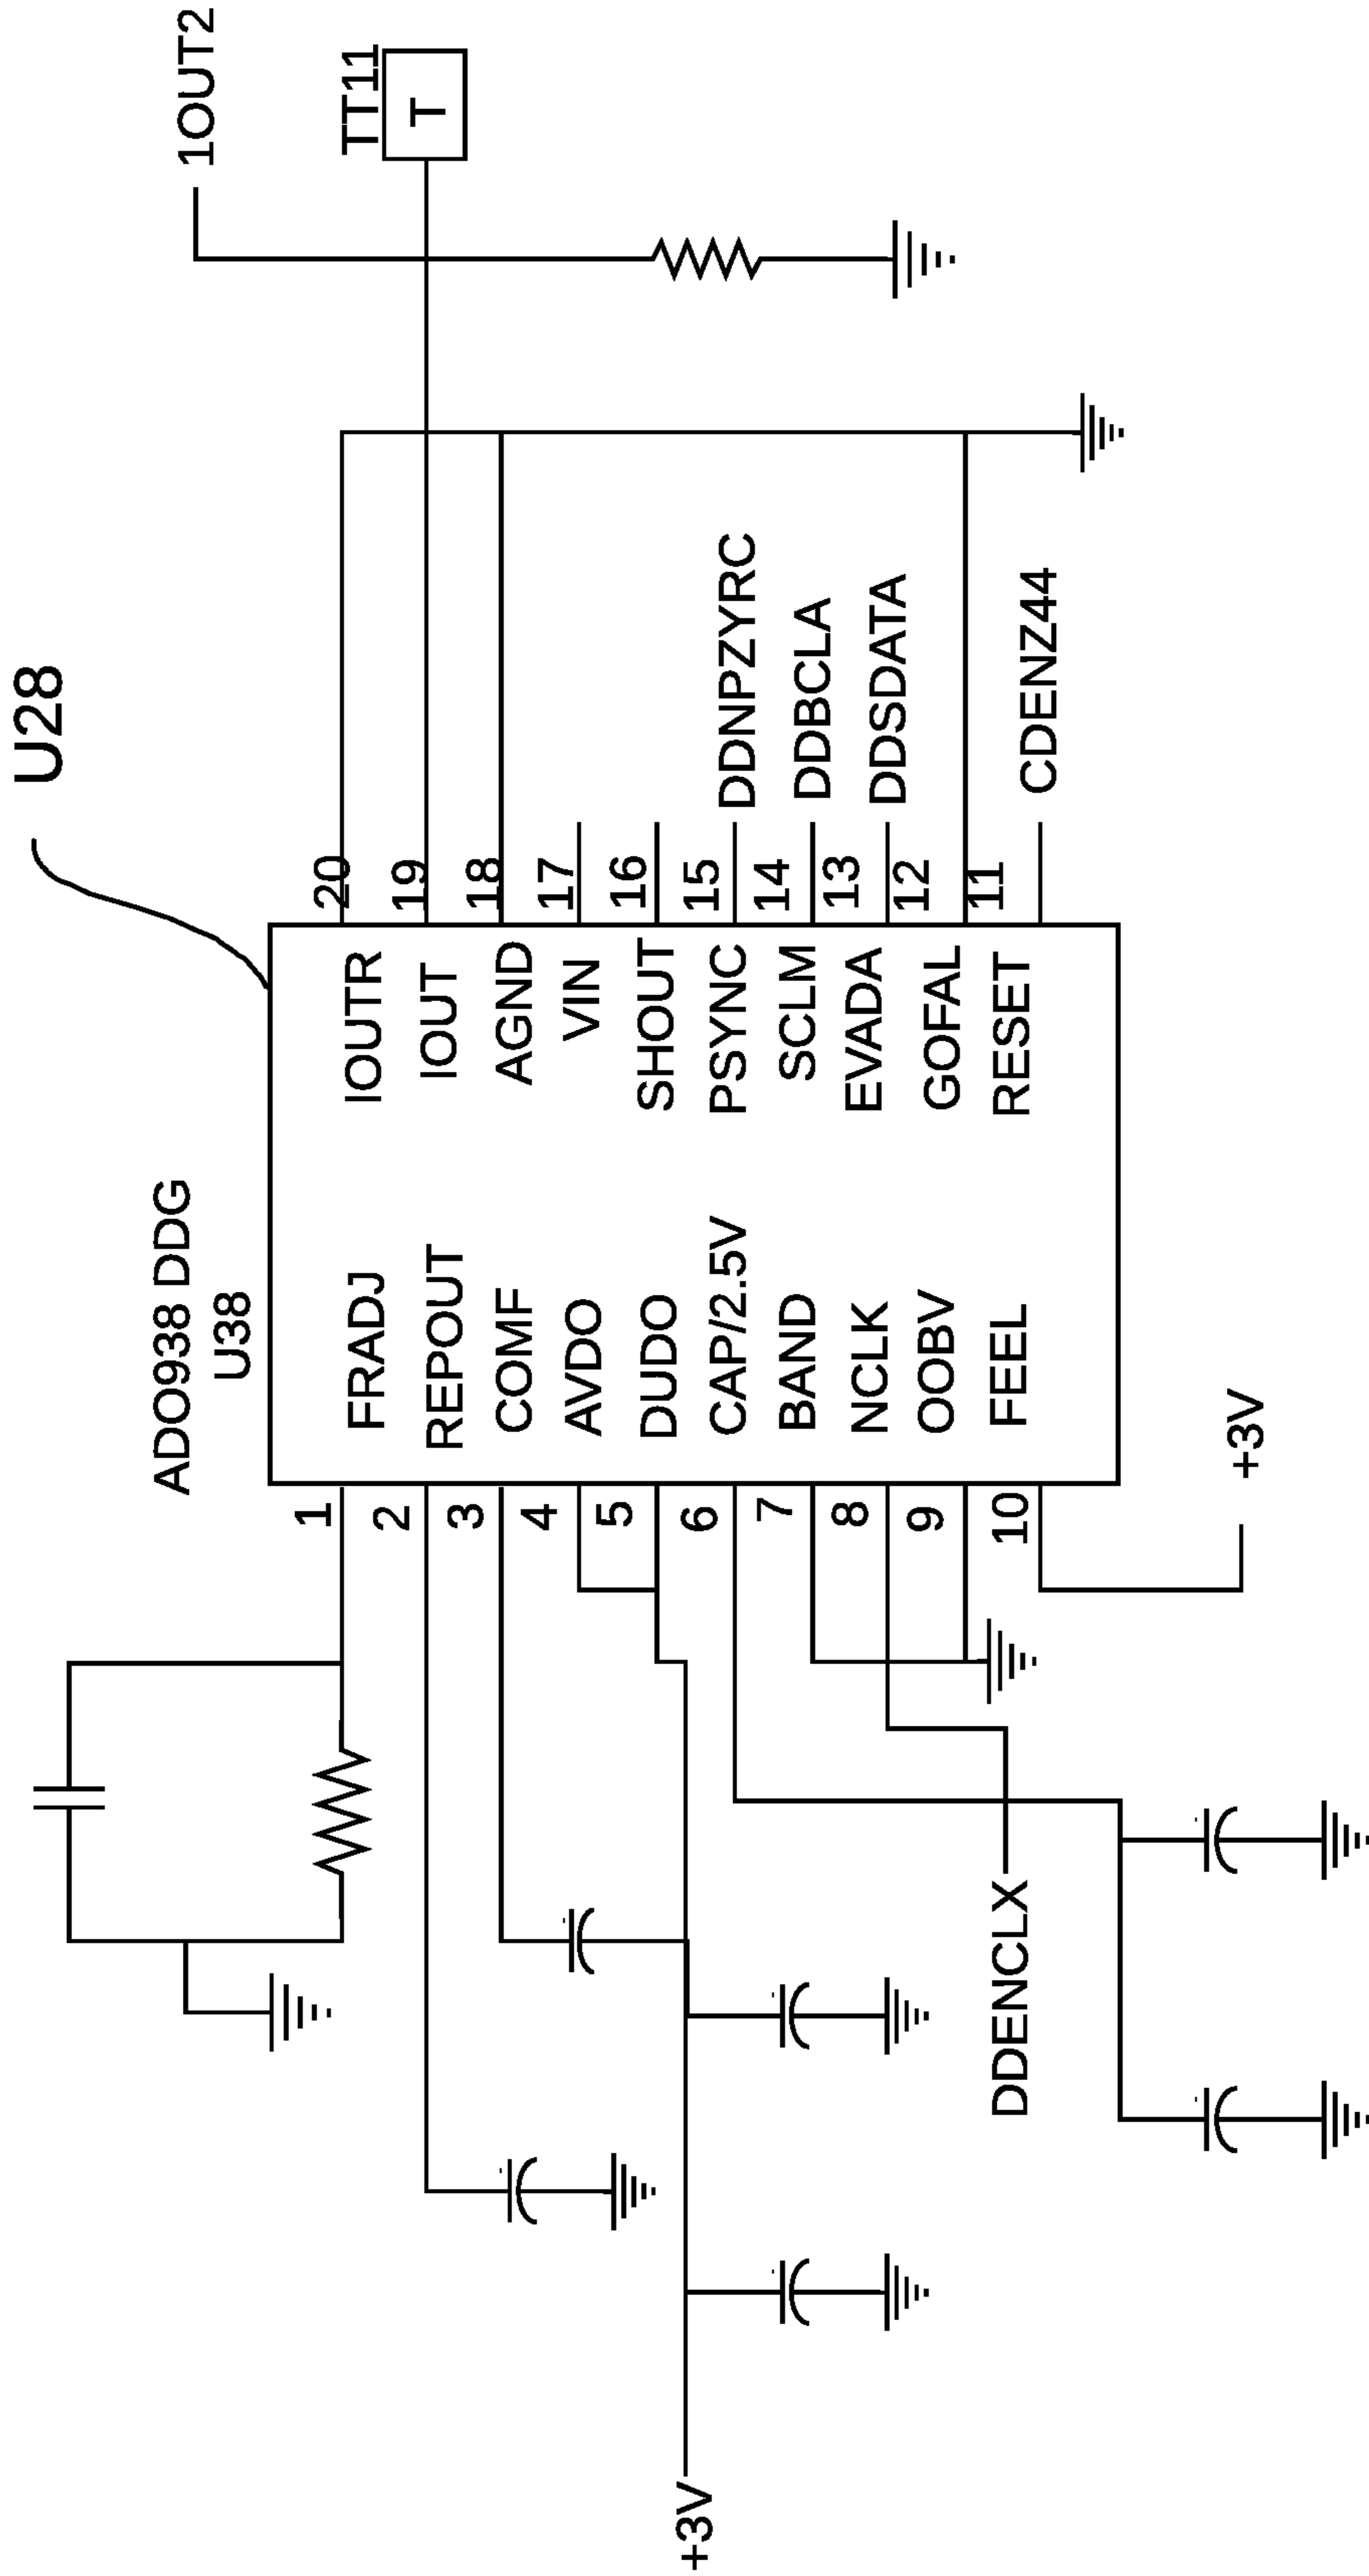 U28
1OUT2
TT11
T
ADO938 DDG
U38
1
FRADJ
IOUTR
20
2
REPOUT
IOUT
19
3
COMF
AGND
18
4
AVDO
VIN
17
5
DUDO
SHOUT
16
6
CAP/2.5V
PSYNC
15
DDNPZYRC
7
BAND
SCLM
14
DDBCLA
8
NCLK
EVADA
13
DDSDATA
9
OOBV
GOFAL
12
10
FEEL
RESET
11
CDENZ44
+3V
DDENCLX
+3V